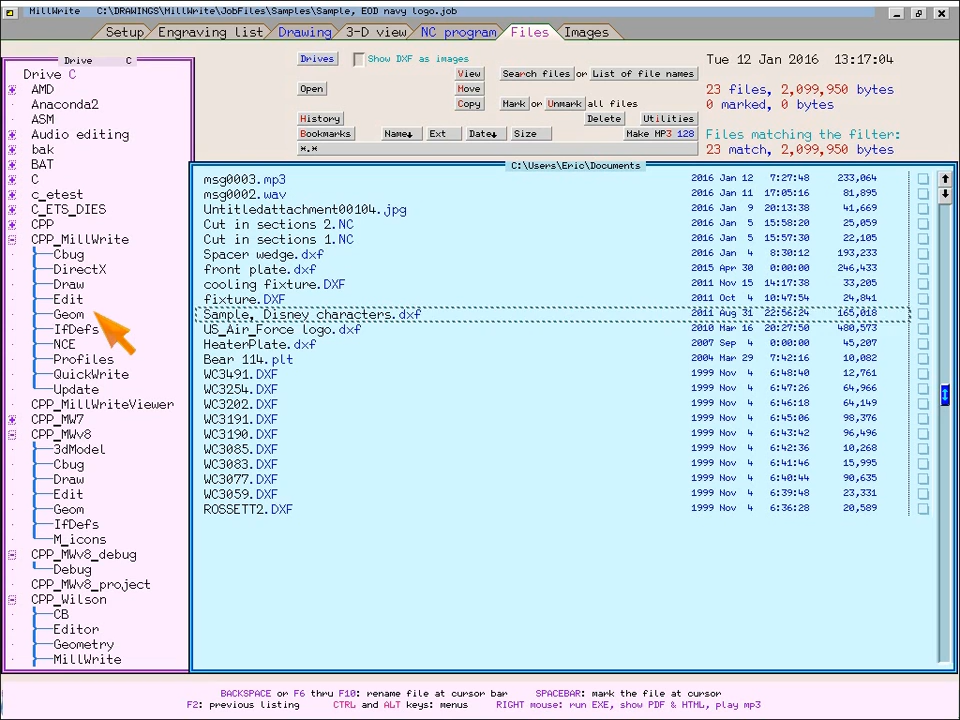 MillWrite   C:\DRAWINGS\MillWrite\JobFiles\Samples\Sample, EOD navy logo.job
Setup Engraving list Drawing 3-D view NC program Files Images
Drives Show DXF as images
View Search files or List of file names
Open Move
Copy Mark or Unmark all files
History Delete Utilities
Bookmarks Name↓ Ext Date↓ Size Make MP3 128
*.*
Tue 12 Jan 2016 13:17:04
23 files, 2,099,950 bytes
0 marked, 0 bytes
Files matching the filter:
23 match, 2,099,950 bytes
Drive C
Drive C
AMD
Anaconda2
ASM
Audio editing
bak
BAT
C
c_etest
C_ETS_DIES
CPP
CPP_MillWrite
Cbug
DirectX
Draw
Edit
Geom
IfDefs
NCE
Profiles
QuickWrite
Update
CPP_MillWriteViewer
CPP_MW7
CPP_MWv8
3dModel
Cbug
Draw
Edit
Geom
IfDefs
M_icons
CPP_MWv8_debug
Debug
CPP_MWv8_project
CPP_Wilson
CB
Editor
Geometry
MillWrite
C:\Users\Eric\Documents
msg0003.mp3 2016 Jan 12 7:27:48 233,064
msg0002.wav 2016 Jan 11 17:05:16 81,895
Untitledattachment00104.jpg 2016 Jan 9 20:13:38 41,669
Cut in sections 2.NC 2016 Jan 5 15:58:20 25,059
Cut in sections 1.NC 2016 Jan 5 15:57:30 22,105
Spacer wedge.dxf 2016 Jan 4 8:30:12 193,233
front plate.dxf 2015 Apr 30 0:00:00 246,433
cooling fixture.DXF 2011 Nov 15 14:17:38 33,205
fixture.DXF 2011 Oct 4 10:47:54 24,841
Sample, Disney characters.dxf 2011 Aug 31 22:56:24 165,018
US_Air_Force logo.dxf 2010 Mar 16 20:27:50 480,573
HeaterPlate.dxf 2007 Sep 4 0:00:00 45,207
Bear 114.plt 2004 Mar 29 7:42:16 10,082
WC3491.DXF 1999 Nov 4 6:48:40 12,761
WC3254.DXF 1999 Nov 4 6:47:26 64,966
WC3202.DXF 1999 Nov 4 6:46:18 64,149
WC3191.DXF 1999 Nov 4 6:45:06 98,376
WC3190.DXF 1999 Nov 4 6:43:42 96,496
WC3085.DXF 1999 Nov 4 6:42:36 10,268
WC3083.DXF 1999 Nov 4 6:41:46 15,995
WC3077.DXF 1999 Nov 4 6:40:44 90,635
WC3059.DXF 1999 Nov 4 6:39:48 23,331
ROSSETT2.DXF 1999 Nov 4 6:36:28 20,589
BACKSPACE or F6 thru F10: rename file at cursor bar SPACEBAR: mark the file at cursor
F2: previous listing CTRL and ALT keys: menus RIGHT mouse: run EXE, show PDF & HTML, play mp3